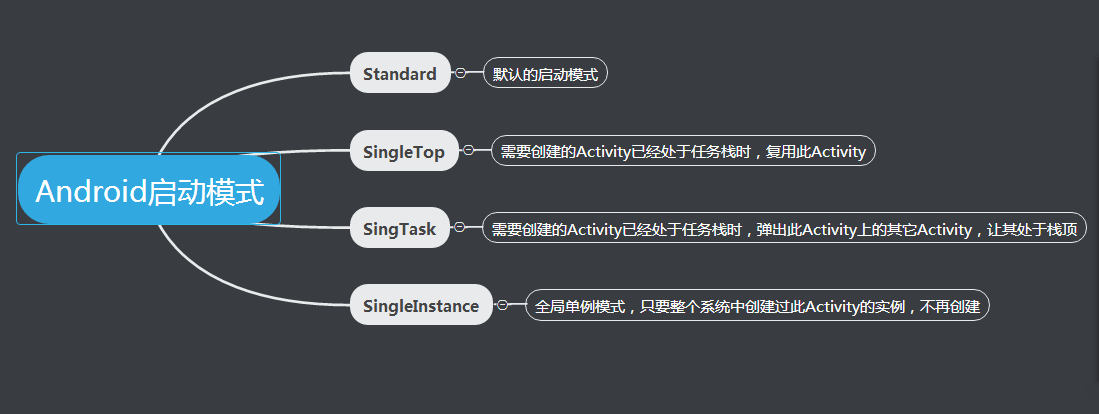 Android启动模式
Standard
默认的启动模式
SingleTop
需要创建的Activity已经处于任务栈时，复用此Activity
SingTask
需要创建的Activity已经处于任务栈时，弹出此Activity上的其它Activity，让其处于栈顶
SingleInstance
全局单例模式，只要整个系统中创建过此Activity的实例，不再创建